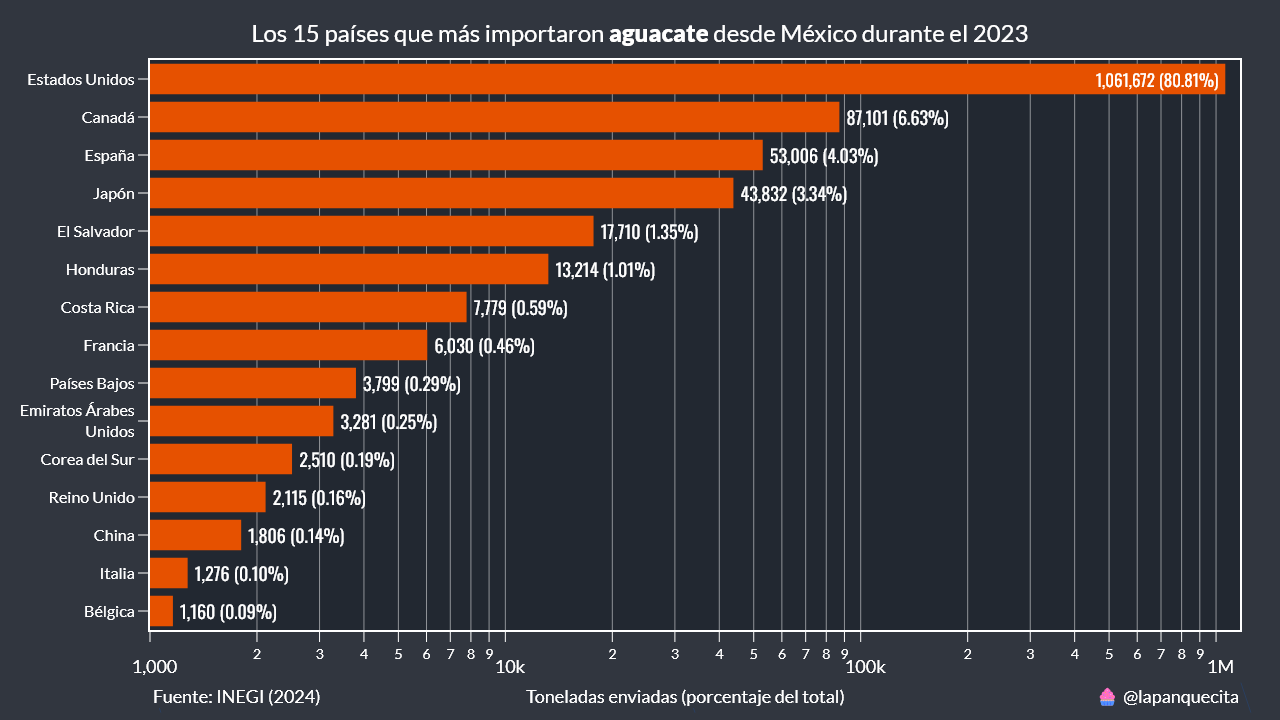 Los 15 países que más importaron aguacate desde México durante el 2023
Estados Unidos 1,061,672 (80.81%)
Canadá 87,101 (6.63%)
España 53,006 (4.03%)
Japón 43,832 (3.34%)
El Salvador 17,710 (1.35%)
Honduras 13,214 (1.01%)
Costa Rica 7,779 (0.59%)
Francia 6,030 (0.46%)
Países Bajos 3,799 (0.29%)
Emiratos Árabes
Unidos 3,281 (0.25%)
Corea del Sur 2,510 (0.19%)
Reino Unido 2,115 (0.16%)
China 1,806 (0.14%)
Italia 1,276 (0.10%)
Bélgica 1,160 (0.09%)
1,000 2 3 4 5 6 7 8 9 10k 2 3 4 5 6 7 8 9 100k 2 3 4 5 6 7 8 9 1M
Fuente: INEGI (2024) Toneladas enviadas (porcentaje del total) @lapanquecita